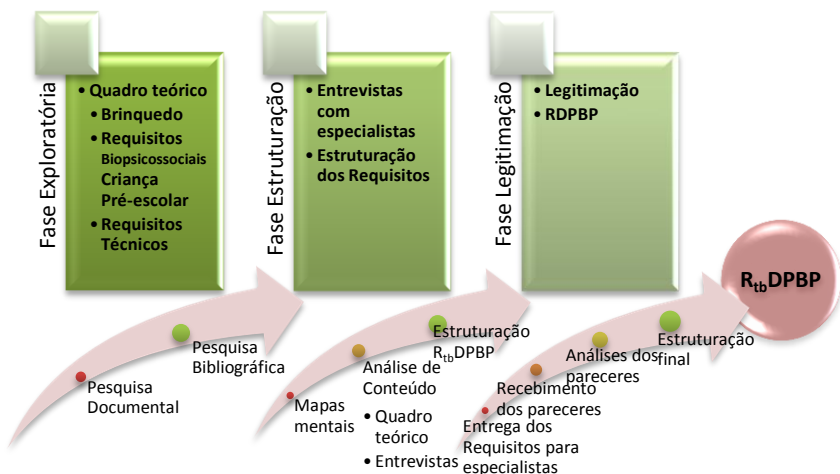 Fase Exploratória
• Quadro teórico
• Brinquedo
• Requisitos
Biopsicossociais
Criança
Pré-escolar
• Requisitos
Técnicos
Fase Estruturação
• Entrevistas
com
especialistas
• Estruturação
dos Requisitos
Fase Legitimação
• Legitimação
• RDPBP
RtbDPBP
Pesquisa
Documental
Pesquisa
Bibliográfica
Mapas
mentais
Análise de
Conteúdo
• Quadro
teórico
• Entrevistas
Estruturação
RtbDPBP
Entrega dos
Requisitos para
especialistas
Recebimento
dos pareceres
Análises dos
pareceres
Estruturação
final